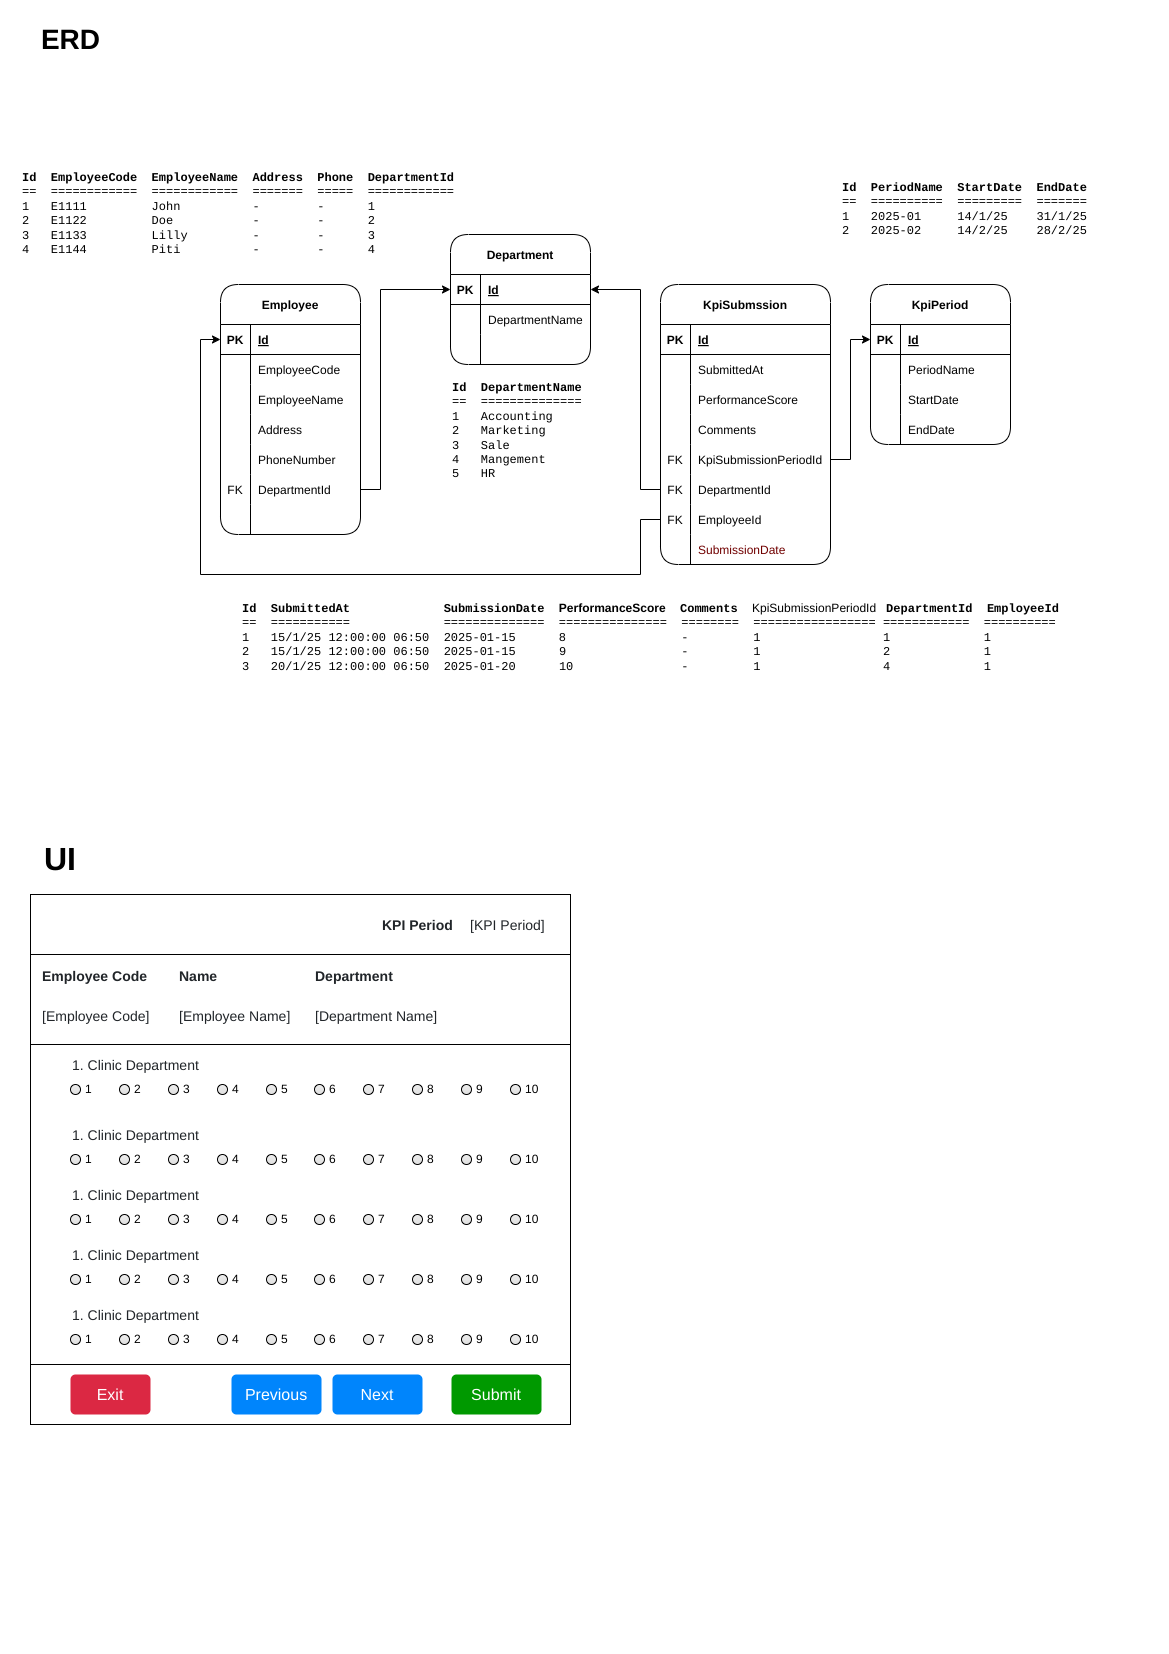 ERD
Id  EmployeeCode  EmployeeName  Address  Phone  DepartmentId
==  ============  ============  =======  =====  ============
1   E1111         John          -        -      1
2   E1122         Doe           -        -      2
3   E1133         Lilly         -        -      3
4   E1144         Piti          -        -      4
Id  PeriodName  StartDate  EndDate
==  ==========  =========  =======
1   2025-01     14/1/25    31/1/25
2   2025-02     14/2/25    28/2/25
Department
PK Id
DepartmentName
Employee
PK Id
EmployeeCode
EmployeeName
Address
PhoneNumber
FK DepartmentId
KpiSubmssion
PK Id
SubmittedAt
PerformanceScore
Comments
FK KpiSubmissionPeriodId
FK DepartmentId
FK EmployeeId
SubmissionDate
KpiPeriod
PK Id
PeriodName
StartDate
EndDate
Id  DepartmentName
==  ==============
1   Accounting
2   Marketing
3   Sale
4   Mangement
5   HR
Id  SubmittedAt             SubmissionDate  PerformanceScore  Comments  KpiSubmissionPeriodId  DepartmentId  EmployeeId
==  ===========             ==============  ===============  ========  =================  ============  ==========
1   15/1/25 12:00:00 06:50  2025-01-15      8                -         1                  1             1
2   15/1/25 12:00:00 06:50  2025-01-15      9                -         1                  2             1
3   20/1/25 12:00:00 06:50  2025-01-20      10               -         1                  4             1
UI
KPI Period [KPI Period]
Employee Code Name Department
[Employee Code] [Employee Name] [Department Name]
1. Clinic Department
1 2 3 4 5 6 7 8 9 10
1. Clinic Department
1 2 3 4 5 6 7 8 9 10
1. Clinic Department
1 2 3 4 5 6 7 8 9 10
1. Clinic Department
1 2 3 4 5 6 7 8 9 10
1. Clinic Department
1 2 3 4 5 6 7 8 9 10
Exit Previous Next Submit